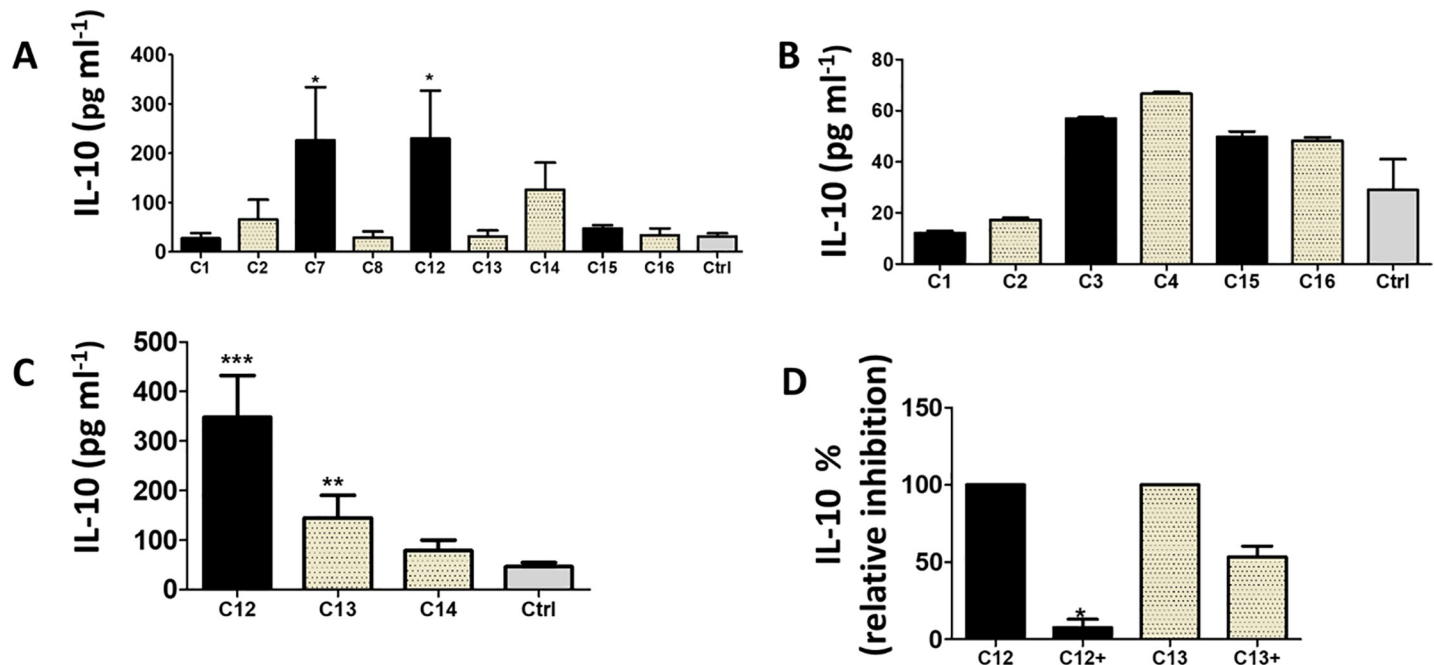 A
IL-10 (pg ml-1)
400
300
200
100
0
* *
C1 C2 C7 C8 C12 C13 C14 C15 C16 Ctrl
B
IL-10 (pg ml-1)
80
60
40
20
0
C1 C2 C3 C4 C15 C16 Ctrl
C
IL-10 (pg ml-1)
500
400
300
200
100
0
*** **
C12 C13 C14 Ctrl
D
IL-10 %
(relative inhibition)
150
100
50
0
*
C12 C12+ C13 C13+